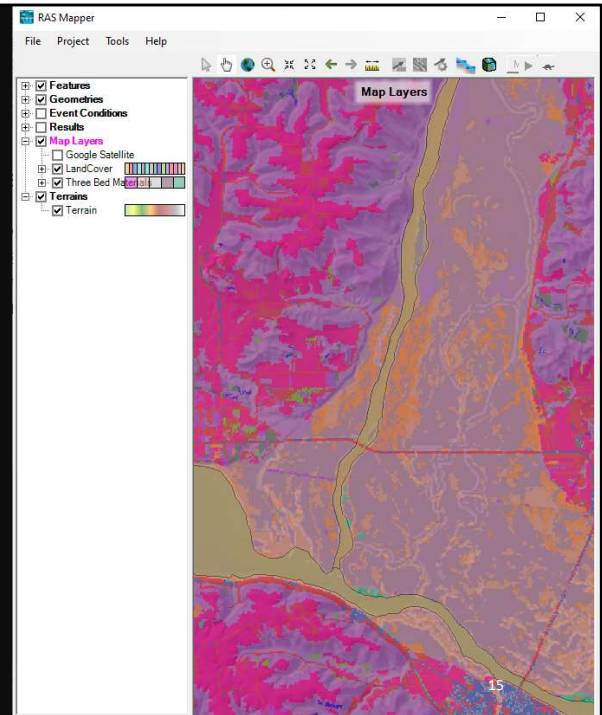 RAS Mapper
File Project Tools Help
Features
Geometries
Event Conditions
Results
Map Layers
Google Satellite
LandCover
Three Bed Materials
Terrains
Terrain
Map Layers
15